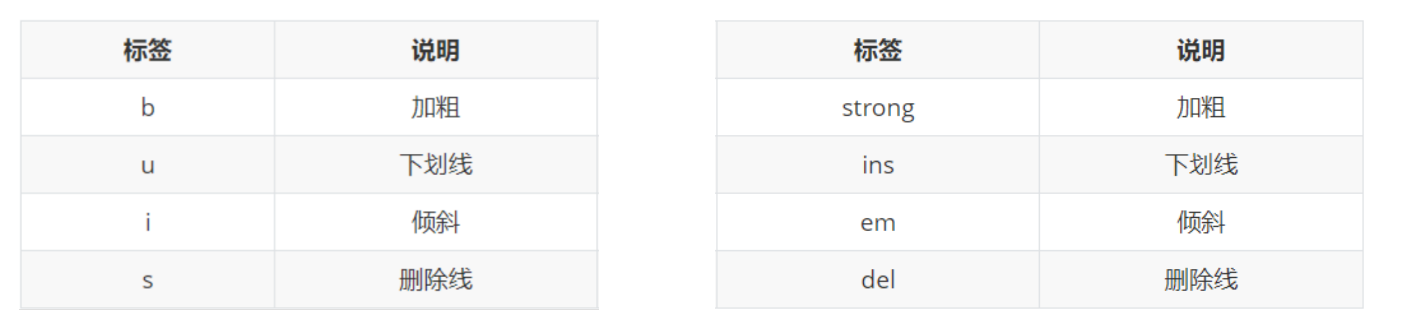 标签 说明
b 加粗
u 下划线
i 倾斜
s 删除线
标签 说明
strong 加粗
ins 下划线
em 倾斜
del 删除线